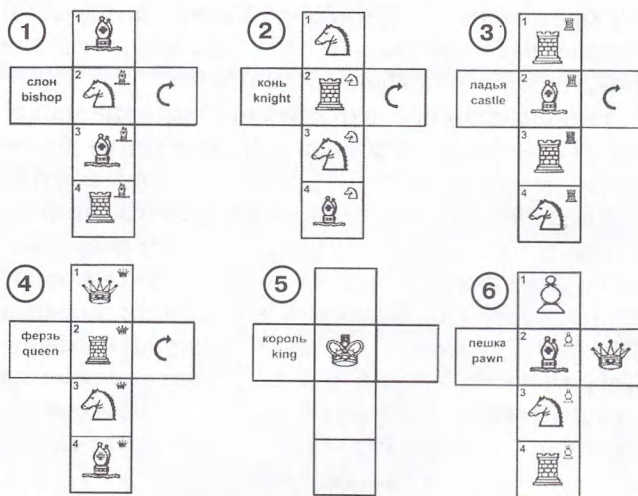 1
1
слон
bishop
2
3
4
2
конь
knight
2
3
4
3
1
ладья
castle
2
3
4
4
1
ферзь
queen
2
3
4
5
король
king
6
1
пешка
pawn
2
3
4